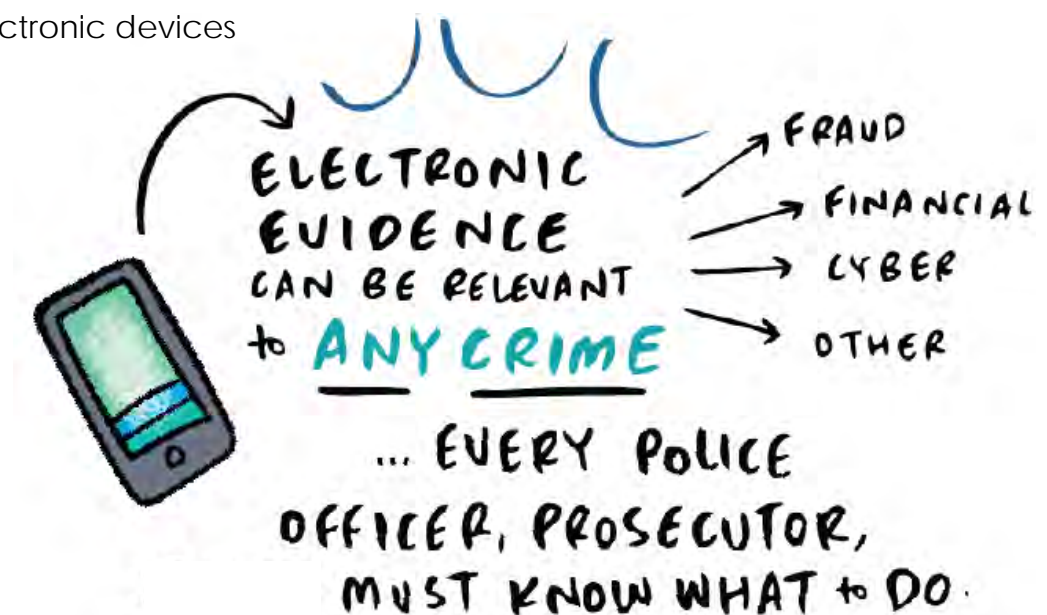 ctronic devices
ELECTRONIC
EVIDENCE
CAN BE RELEVANT
to ANY CRIME
FRAUD
FINANCIAL
CYBER
OTHER
... EVERY POLICE
OFFICER, PROSECUTOR,
MUST KNOW WHAT to DO.